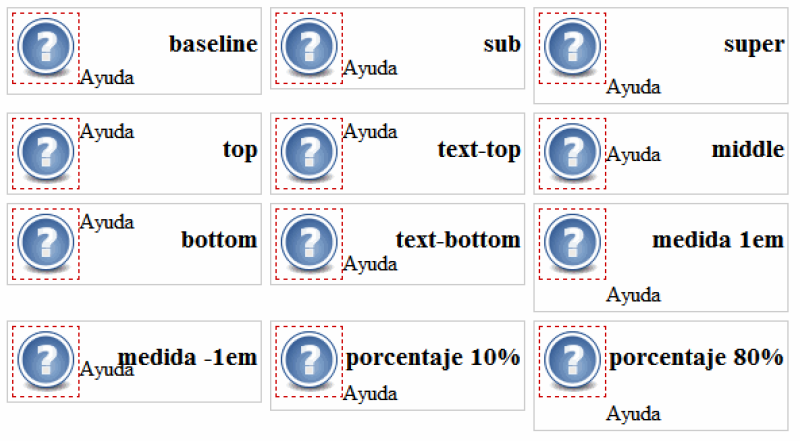 ? baseline
Ayuda
? sub
Ayuda
? super
Ayuda
? Ayuda
top
? Ayuda
text-top
? Ayuda middle
? Ayuda
bottom
? text-bottom
Ayuda
? medida 1em
Ayuda
? medida -1em
Ayuda
? porcentaje 10%
Ayuda
? porcentaje 80%
Ayuda